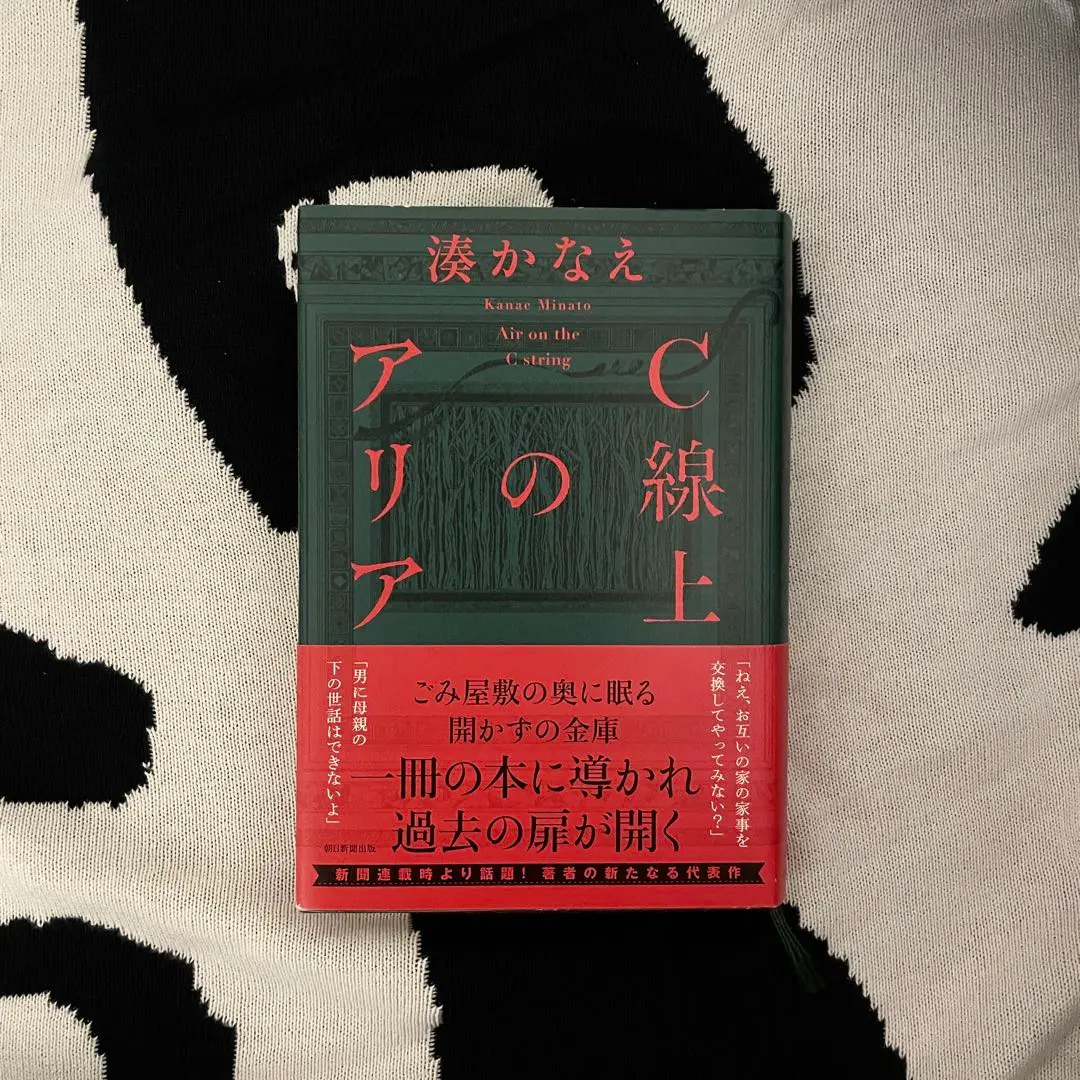 湊かなえ
Kanae Minato
Air on the
C string
C線上
の
アリア
「ねえ、お互いの家の家事を
交換してやってみない？」
ごみ屋敷の奥に眠る
開かずの金庫
一冊の本に導かれ
過去の扉が開く
「男に母親の
下の世話はできないよ」
朝日新聞出版
新聞連載時より話題！ 著者の新たなる代表作